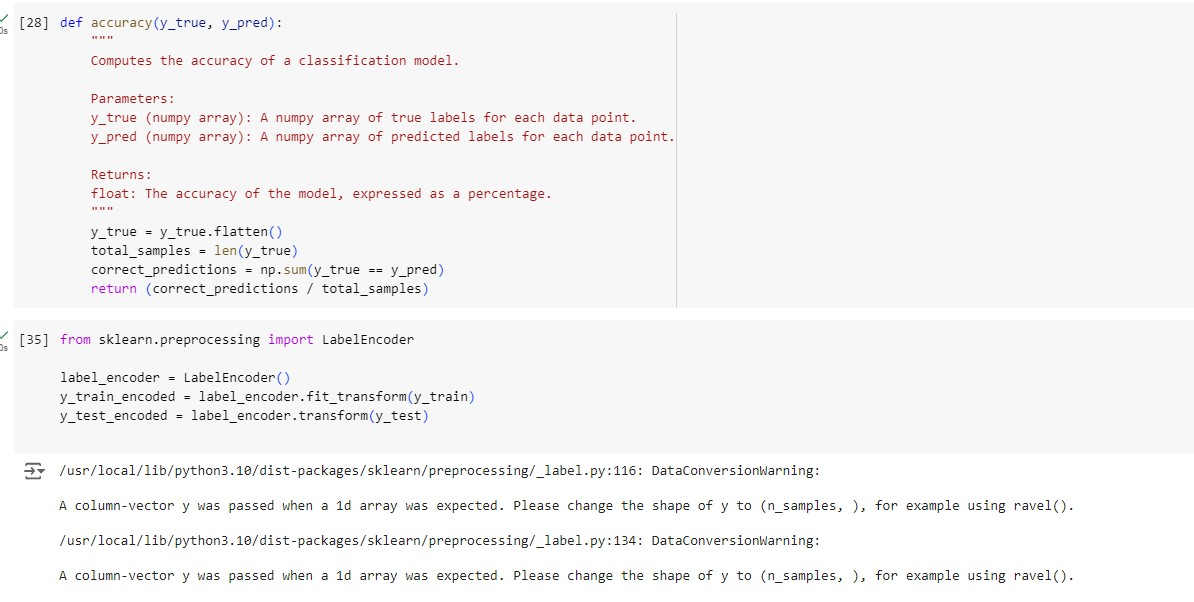 [28] def accuracy(y_true, y_pred):
"""
Computes the accuracy of a classification model.
Parameters:
y_true (numpy array): A numpy array of true labels for each data point.
y_pred (numpy array): A numpy array of predicted labels for each data point.
Returns:
float: The accuracy of the model, expressed as a percentage.
"""
y_true = y_true.flatten()
total_samples = len(y_true)
correct_predictions = np.sum(y_true == y_pred)
return (correct_predictions / total_samples)
[35] from sklearn.preprocessing import LabelEncoder
label_encoder = LabelEncoder()
y_train_encoded = label_encoder.fit_transform(y_train)
y_test_encoded = label_encoder.transform(y_test)
/usr/local/lib/python3.10/dist-packages/sklearn/preprocessing/_label.py:116: DataConversionWarning:
A column-vector y was passed when a 1d array was expected. Please change the shape of y to (n_samples, ), for example using ravel().
/usr/local/lib/python3.10/dist-packages/sklearn/preprocessing/_label.py:134: DataConversionWarning:
A column-vector y was passed when a 1d array was expected. Please change the shape of y to (n_samples, ), for example using ravel().